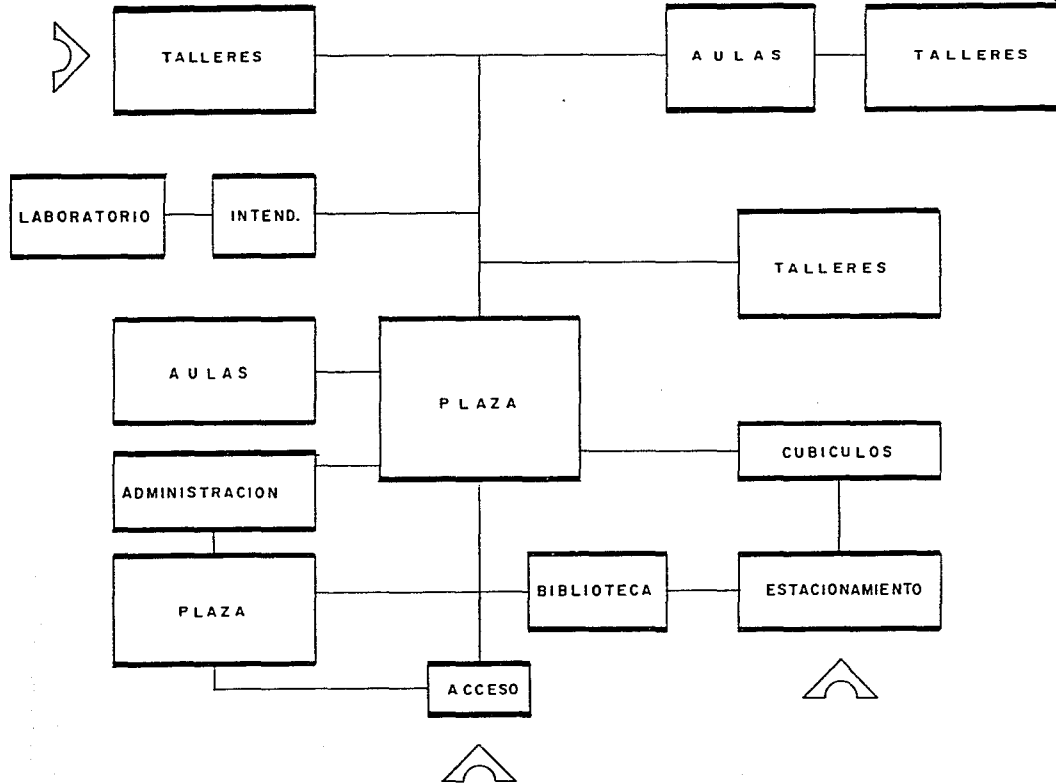 TALLERES
AULAS
TALLERES
LABORATORIO
INTEND.
TALLERES
AULAS
PLAZA
CUBICULOS
ADMINISTRACION
BIBLIOTECA
ESTACIONAMIENTO
PLAZA
ACCESO